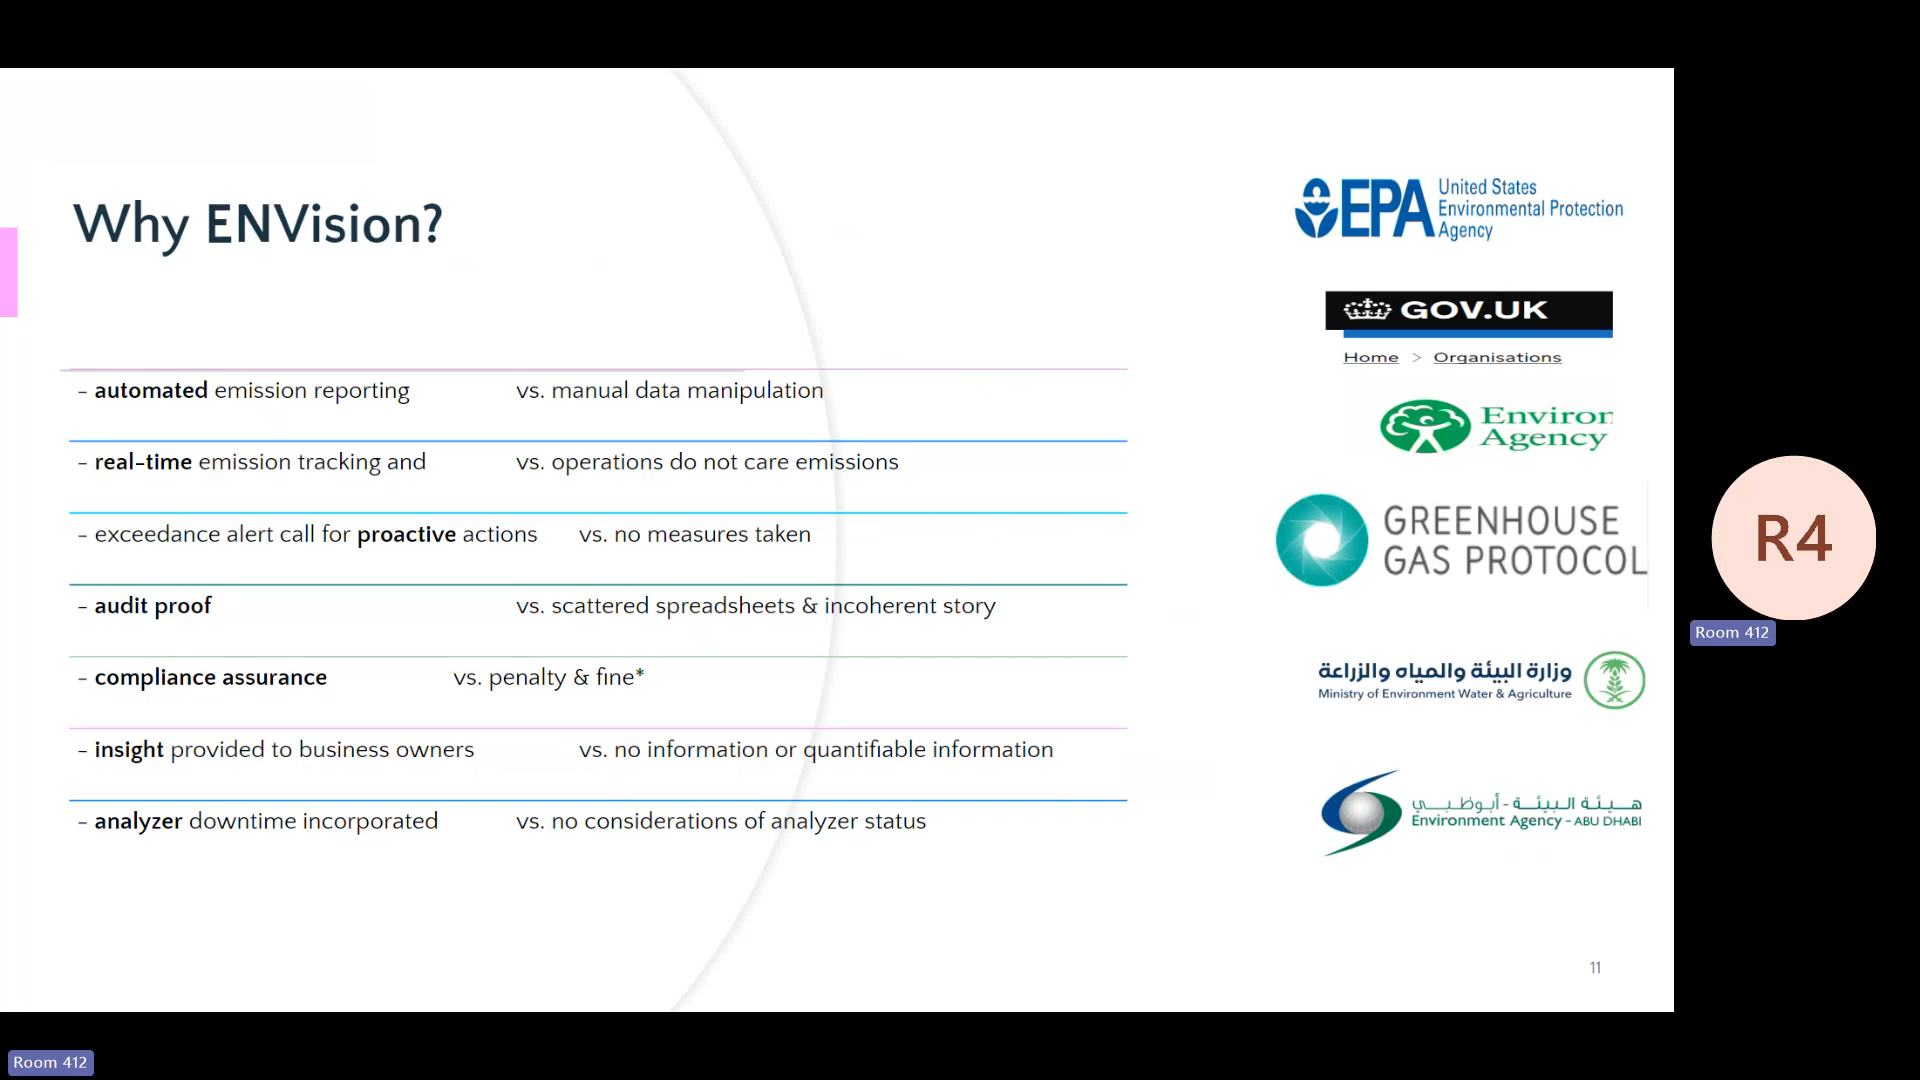 Why ENVision?
- automated emission reporting vs. manual data manipulation
- real-time emission tracking and vs. operations do not care emissions
- exceedance alert call for proactive actions vs. no measures taken
- audit proof vs. scattered spreadsheets & incoherent story
- compliance assurance vs. penalty & fine*
- insight provided to business owners vs. no information or quantifiable information
- analyzer downtime incorporated vs. no considerations of analyzer status
EPA United States
Environmental Protection
Agency
GOV.UK
Home > Organisations
Environ
Agency
GREENHOUSE
GAS PROTOCOL
وزارة البيئة والمياه والزراعة
Ministry of Environment Water & Agriculture
هيئة البيئة - أبوظبي
Environment Agency - ABU DHABI
11
R4
Room 412
Room 412